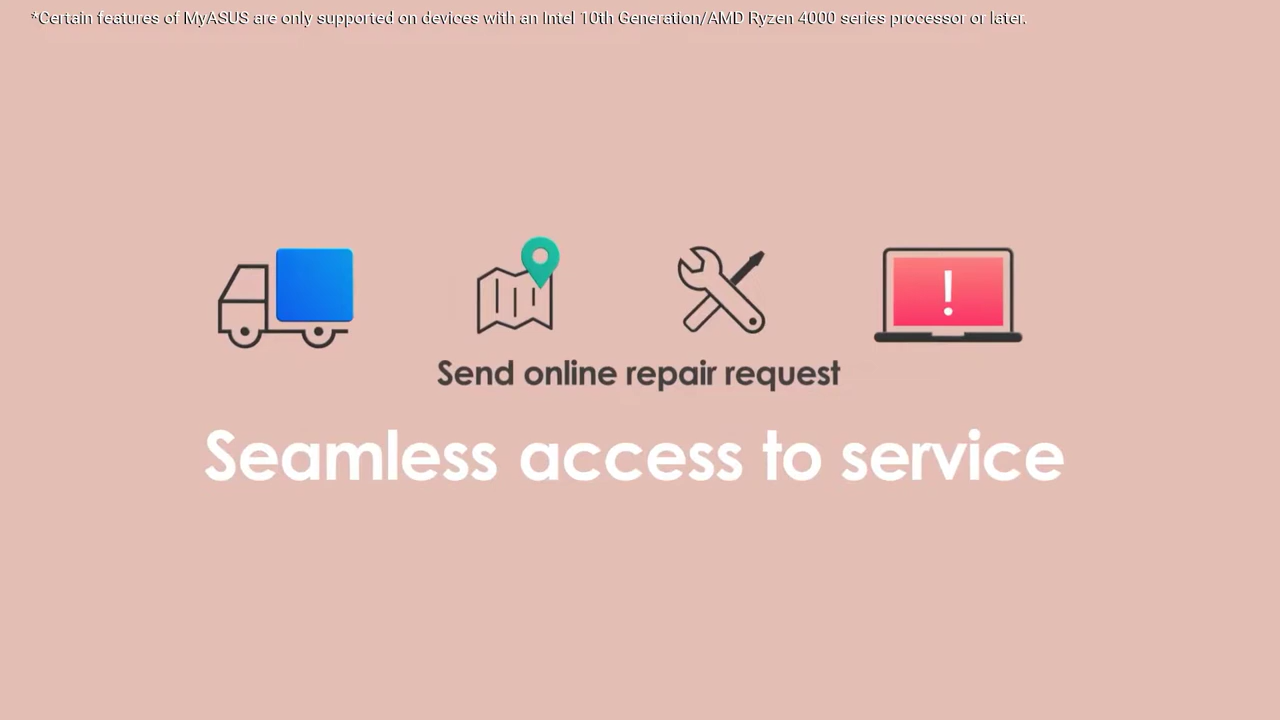 *Certain features of MyASUS are only supported on devices with an Intel 10th Generation/AMD Ryzen 4000 series processor or later.
Send online repair request
Seamless access to service